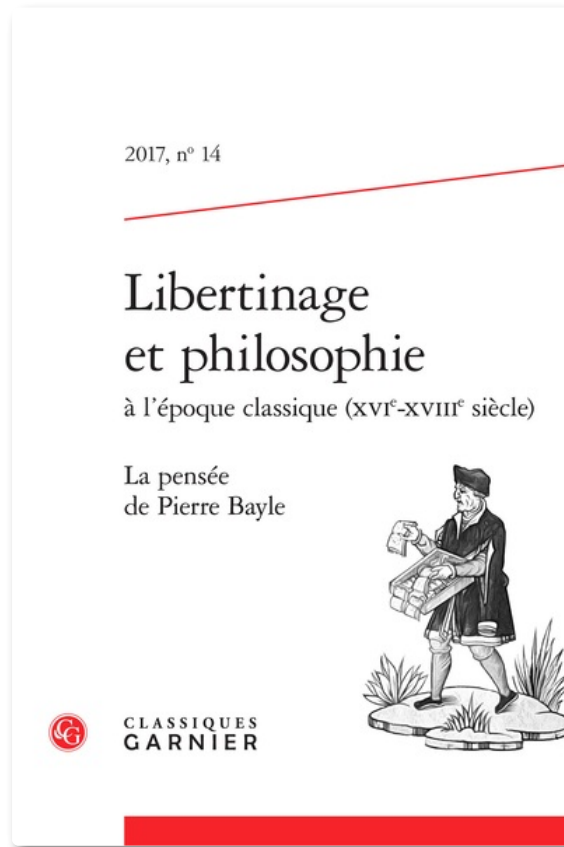 2017, nº 14
Libertinage
et philosophie
à l'époque classique (XVIᵉ-XVIIIᵉ siècle)
La pensée
de Pierre Bayle
CG
CLASSIQUES
GARNIER